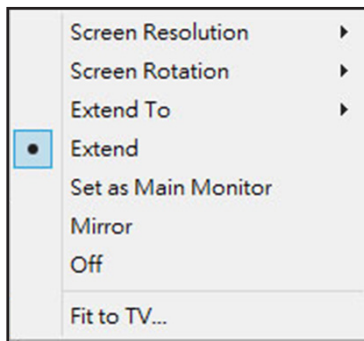 Screen Resolution
Screen Rotation
Extend To
Extend
Set as Main Monitor
Mirror
Off
Fit to TV...